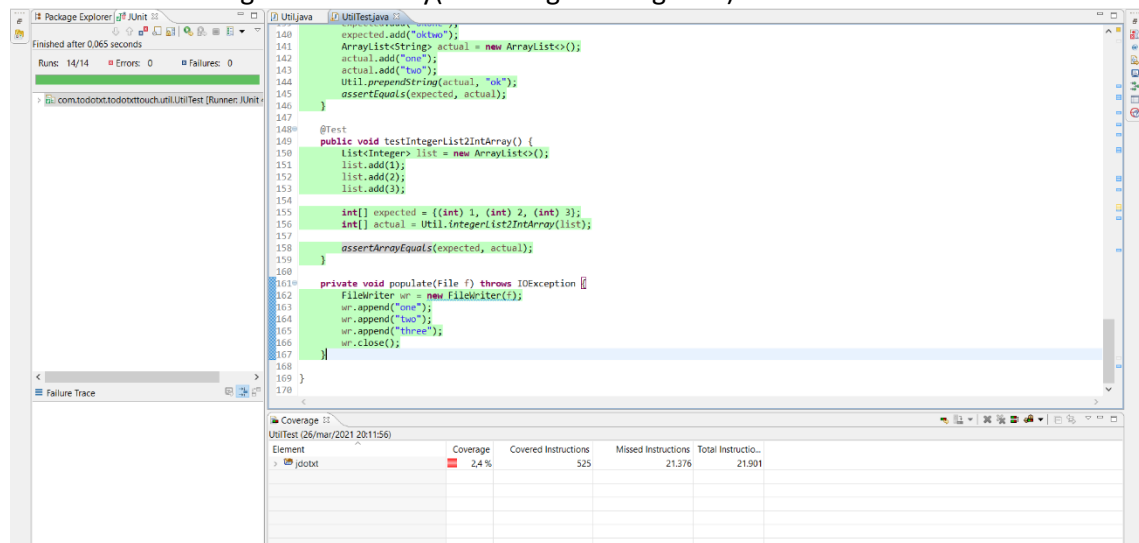 Package Explorer JUnit
Finished after 0,065 seconds
Runs: 14/14 Errors: 0 Failures: 0
com.todotxt.todotxttouch.util.UtilTest [Runner: JUnit
Failure Trace
Util.java UtilTest.java
140 expected.add("oktwo");
141 ArrayList<String> actual = new ArrayList<>();
142 actual.add("one");
143 actual.add("two");
144 Util.prependString(actual, "ok");
145 assertEquals(expected, actual);
146 }
147
148 @Test
149 public void testIntegerList2IntArray() {
150 List<Integer> list = new ArrayList<>();
151 list.add(1);
152 list.add(2);
153 list.add(3);
154
155 int[] expected = {(int) 1, (int) 2, (int) 3};
156 int[] actual = Util.integerList2IntArray(list);
157
158 assertArrayEquals(expected, actual);
159 }
160
161 private void populate(File f) throws IOException {
162 FileWriter wr = new FileWriter(f);
163 wr.append("one");
164 wr.append("two");
165 wr.append("three");
166 wr.close();
167 }
168
169 }
170
Coverage
UtilTest (26/mar/2021 20:11:56)
Element Coverage Covered Instructions Missed Instructions Total Instructio...
jdotxt 2,4 % 525 21.376 21.901